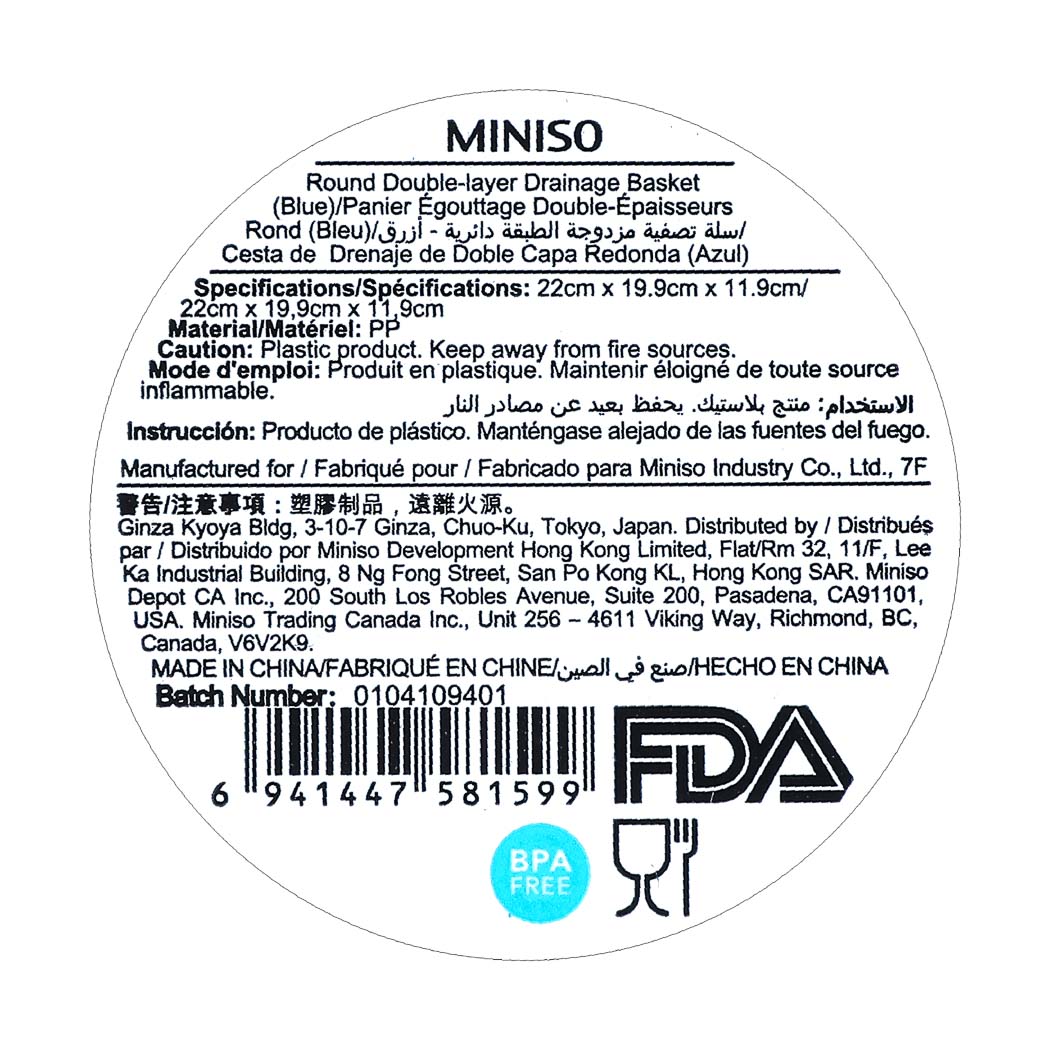 MINISO
Round Double-layer Drainage Basket
(Blue)/Panier Égouttage Double-Épaisseurs
Rond (Bleu)/سلة تصفية مزدوجة الطبقة دائرية - أزرق/
Cesta de Drenaje de Doble Capa Redonda (Azul)
Specifications/Spécifications: 22cm x 19.9cm x 11.9cm/
22cm x 19,9cm x 11,9cm
Material/Matériel: PP
Caution: Plastic product. Keep away from fire sources.
Mode d'emploi: Produit en plastique. Maintenir éloigné de toute source
inflammable.
الاستخدام: منتج بلاستيك. يحفظ بعيد عن مصادر النار
Instrucción: Producto de plástico. Manténgase alejado de las fuentes del fuego.
Manufactured for / Fabriqué pour / Fabricado para Miniso Industry Co., Ltd., 7F
警告/注意事項：塑膠制品，遠離火源。
Ginza Kyoya Bldg, 3-10-7 Ginza, Chuo-Ku, Tokyo, Japan. Distributed by / Distribués
par / Distribuido por Miniso Development Hong Kong Limited, Flat/Rm 32, 11/F, Lee
Ka Industrial Building, 8 Ng Fong Street, San Po Kong KL, Hong Kong SAR. Miniso
Depot CA Inc., 200 South Los Robles Avenue, Suite 200, Pasadena, CA91101,
USA. Miniso Trading Canada Inc., Unit 256 – 4611 Viking Way, Richmond, BC,
Canada, V6V2K9.
MADE IN CHINA/FABRIQUÉ EN CHINE/صنع في الصين/HECHO EN CHINA
Batch Number: 0104109401
6 941447 581599
FDA
BPA
FREE